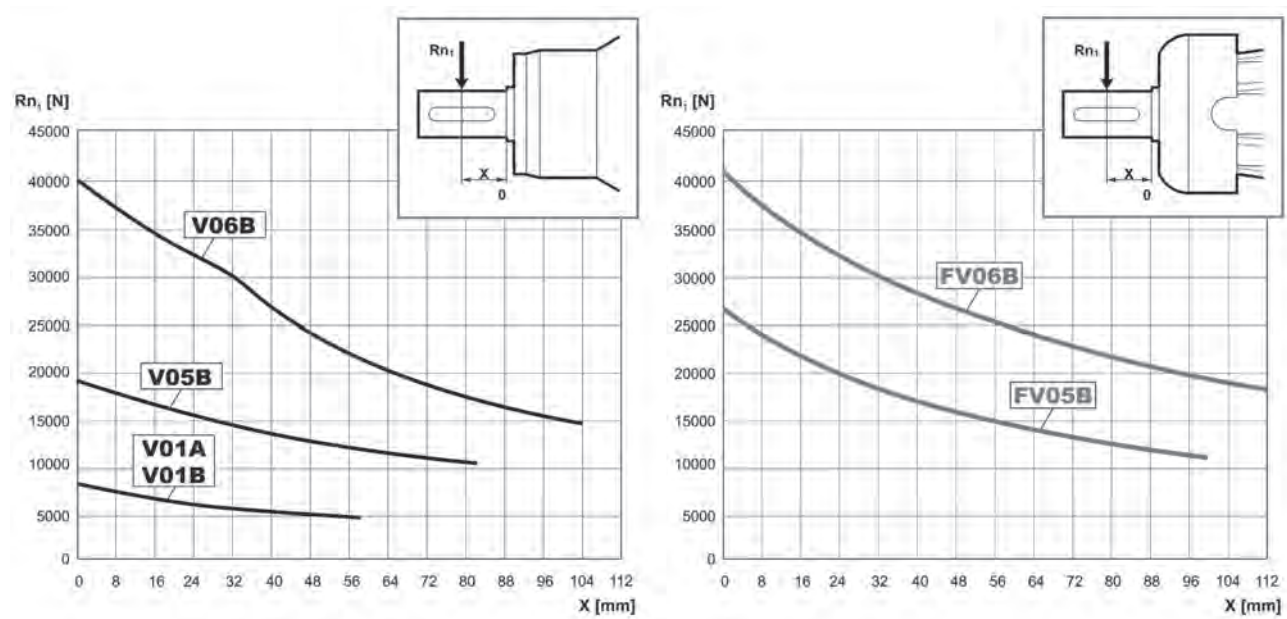 Rn₁
X
0
Rn₁ [N]
45000
40000
35000
30000
25000
20000
15000
10000
5000
0
V06B
V05B
V01A
V01B
0 8 16 24 32 40 48 56 64 72 80 88 96 104 112
X [mm]
Rn₁
X
0
Rn₁ [N]
45000
40000
35000
30000
25000
20000
15000
10000
5000
0
FV06B
FV05B
0 8 16 24 32 40 48 56 64 72 80 88 96 104 112
X [mm]